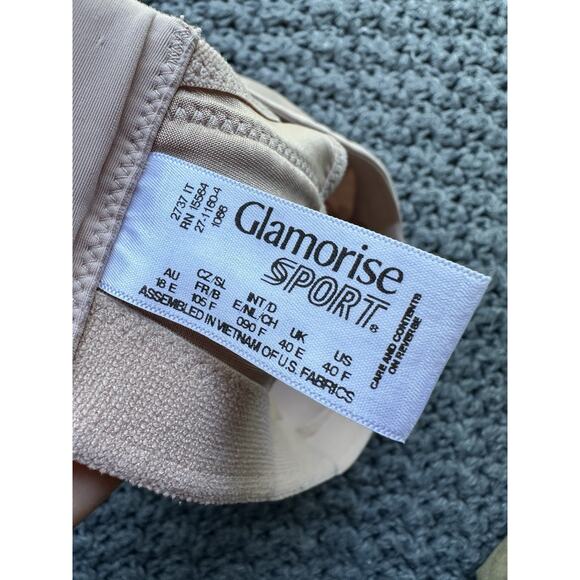 2737 IT
RN 15564
27-1160-4
1066
Glamorise
SPORT®
AU CZ/SL INT/D UK US
18 E FR/B E/NL/CH 40 E 40 F
105 F 090 F
ASSEMBLED IN VIETNAM OF U.S. FABRICS
CARE AND CONTENTS
ON REVERSE